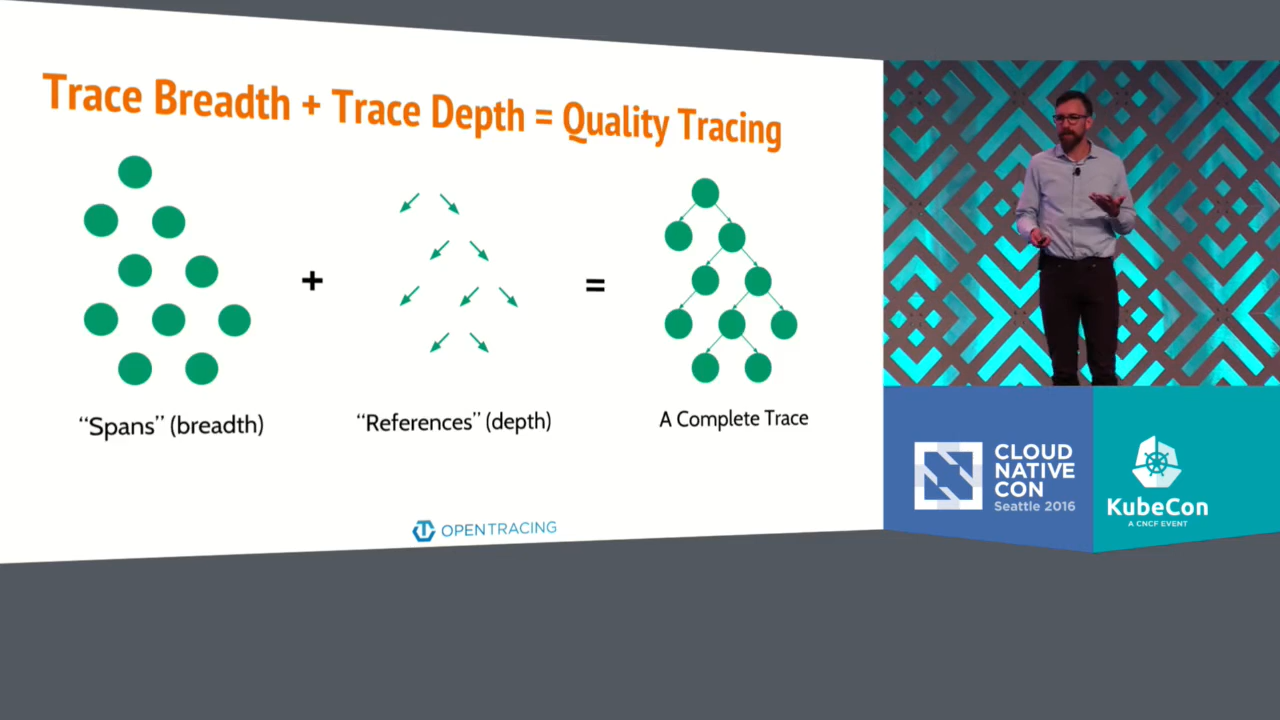 Trace Breadth + Trace Depth = Quality Tracing
+
=
“Spans” (breadth)
“References” (depth)
A Complete Trace
OPENTRACING
CLOUD
NATIVE
CON
Seattle 2016
KubeCon
A CNCF EVENT